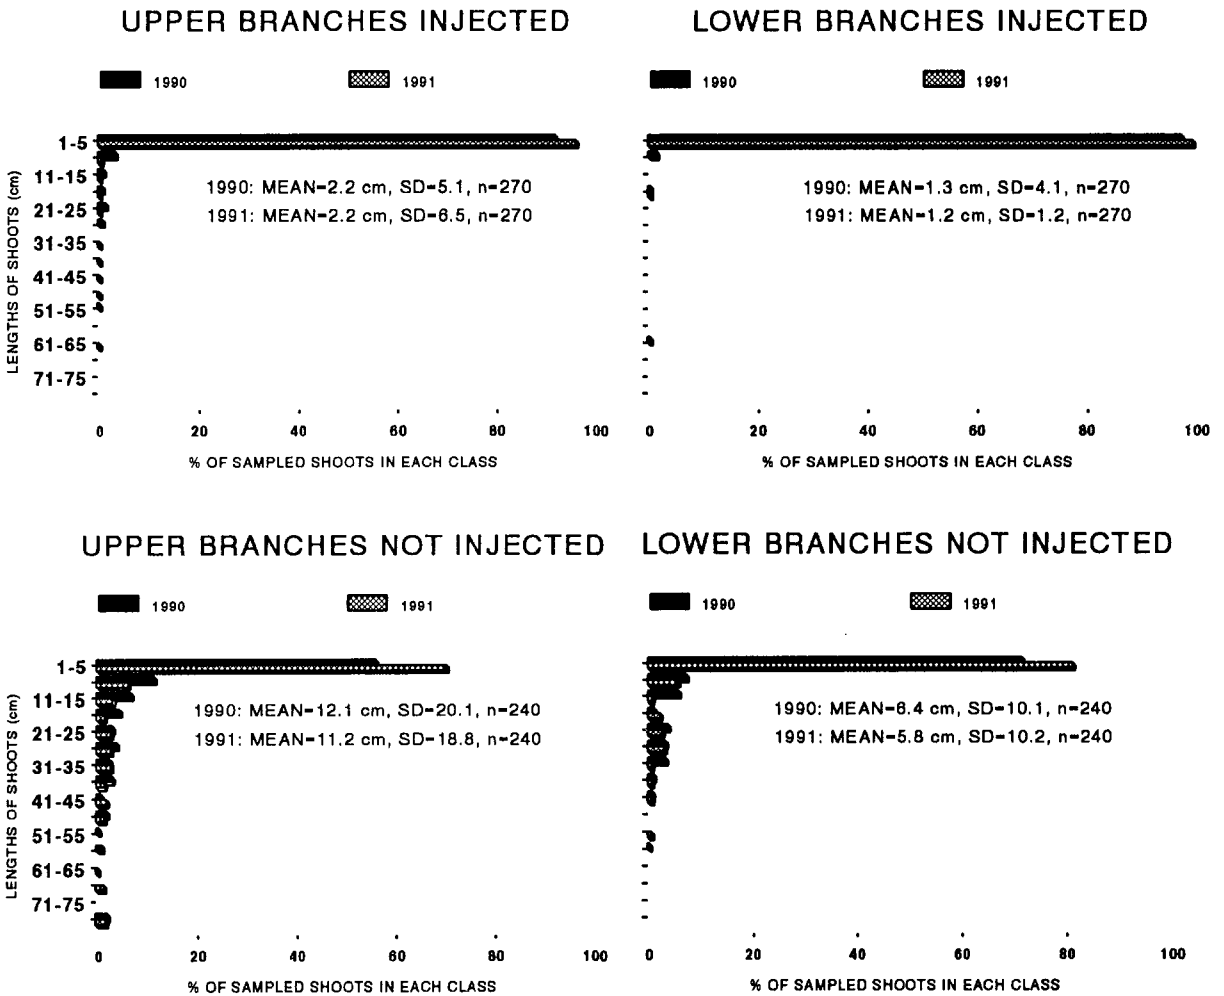 UPPER BRANCHES INJECTED
1990 1991
1-5
11-15
21-25
31-35
41-45
51-55
61-65
71-75
LENGTHS OF SHOOTS (cm)
1990: MEAN=2.2 cm, SD=5.1, n=270
1991: MEAN=2.2 cm, SD=6.5, n=270
0 20 40 60 80 100
% OF SAMPLED SHOOTS IN EACH CLASS
LOWER BRANCHES INJECTED
1990 1991
1990: MEAN=1.3 cm, SD=4.1, n=270
1991: MEAN=1.2 cm, SD=1.2, n=270
0 20 40 60 80 100
% OF SAMPLED SHOOTS IN EACH CLASS
UPPER BRANCHES NOT INJECTED
1990 1991
1-5
11-15
21-25
31-35
41-45
51-55
61-65
71-75
LENGTHS OF SHOOTS (cm)
1990: MEAN=12.1 cm, SD=20.1, n=240
1991: MEAN=11.2 cm, SD=18.8, n=240
0 20 40 60 80 100
% OF SAMPLED SHOOTS IN EACH CLASS
LOWER BRANCHES NOT INJECTED
1990 1991
1990: MEAN=6.4 cm, SD=10.1, n=240
1991: MEAN=5.8 cm, SD=10.2, n=240
0 20 40 60 80 100
% OF SAMPLED SHOOTS IN EACH CLASS